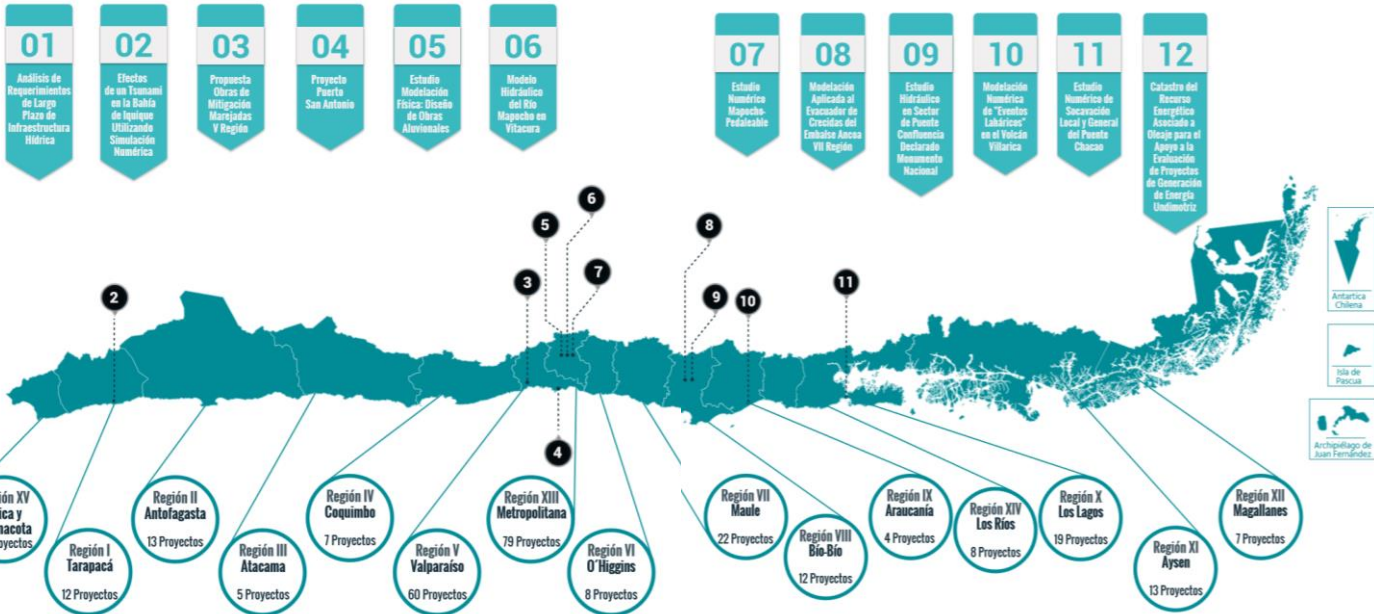 01
Análisis de
Requerimientos
de Largo
Plazo de
Infraestructura
Hídrica
02
Efectos
de un Tsunami
en la Bahía
de Iquique
Utilizando
Simulación
Numérica
03
Propuesta
Obras de
Mitigación
Marejadas
V Región
04
Proyecto
Puerto
San Antonio
05
Estudio
Modelación
Física: Diseño
de Obras
Aluvionales
06
Modelo
Hidráulico
del Río
Mapocho en
Vitacura
07
Estudio
Numérico
Mapocho-
Pedaleable
08
Modelación
Aplicada al
Evacuador de
Crecidas del
Embalse Ancoa
VII Región
09
Estudio
Hidráulico
en Sector
de Puente
Confluencia
Declarado
Monumento
Nacional
10
Modelación
Numérica
de "Eventos
Laháricos"
en el Volcán
Villarica
11
Estudio
Numérico de
Socavación
Local y General
del Puente
Chacao
12
Catastro del
Recurso
Energético
Asociado a
Oleaje para el
Apoyo a la
Evaluación
de Proyectos
de Generación
de Energía
Undimotriz
2
3
5
6
7
4
8
9
10
11
Antartica
Chilena
Isla de
Pascua
Archipiélago de
Juan Fernández
ón XV
ica y
nacota
oyectos
Región I
Tarapacá
12 Proyectos
Región II
Antofagasta
13 Proyectos
Región III
Atacama
5 Proyectos
Región IV
Coquimbo
7 Proyectos
Región V
Valparaíso
60 Proyectos
Región XIII
Metropolitana
79 Proyectos
Región VI
O´Higgins
8 Proyectos
Región VII
Maule
22 Proyectos
Región VIII
Bío-Bío
12 Proyectos
Región IX
Araucanía
4 Proyectos
Región XIV
Los Ríos
8 Proyectos
Región X
Los Lagos
19 Proyectos
Región XI
Aysen
13 Proyectos
Región XII
Magallanes
7 Proyectos